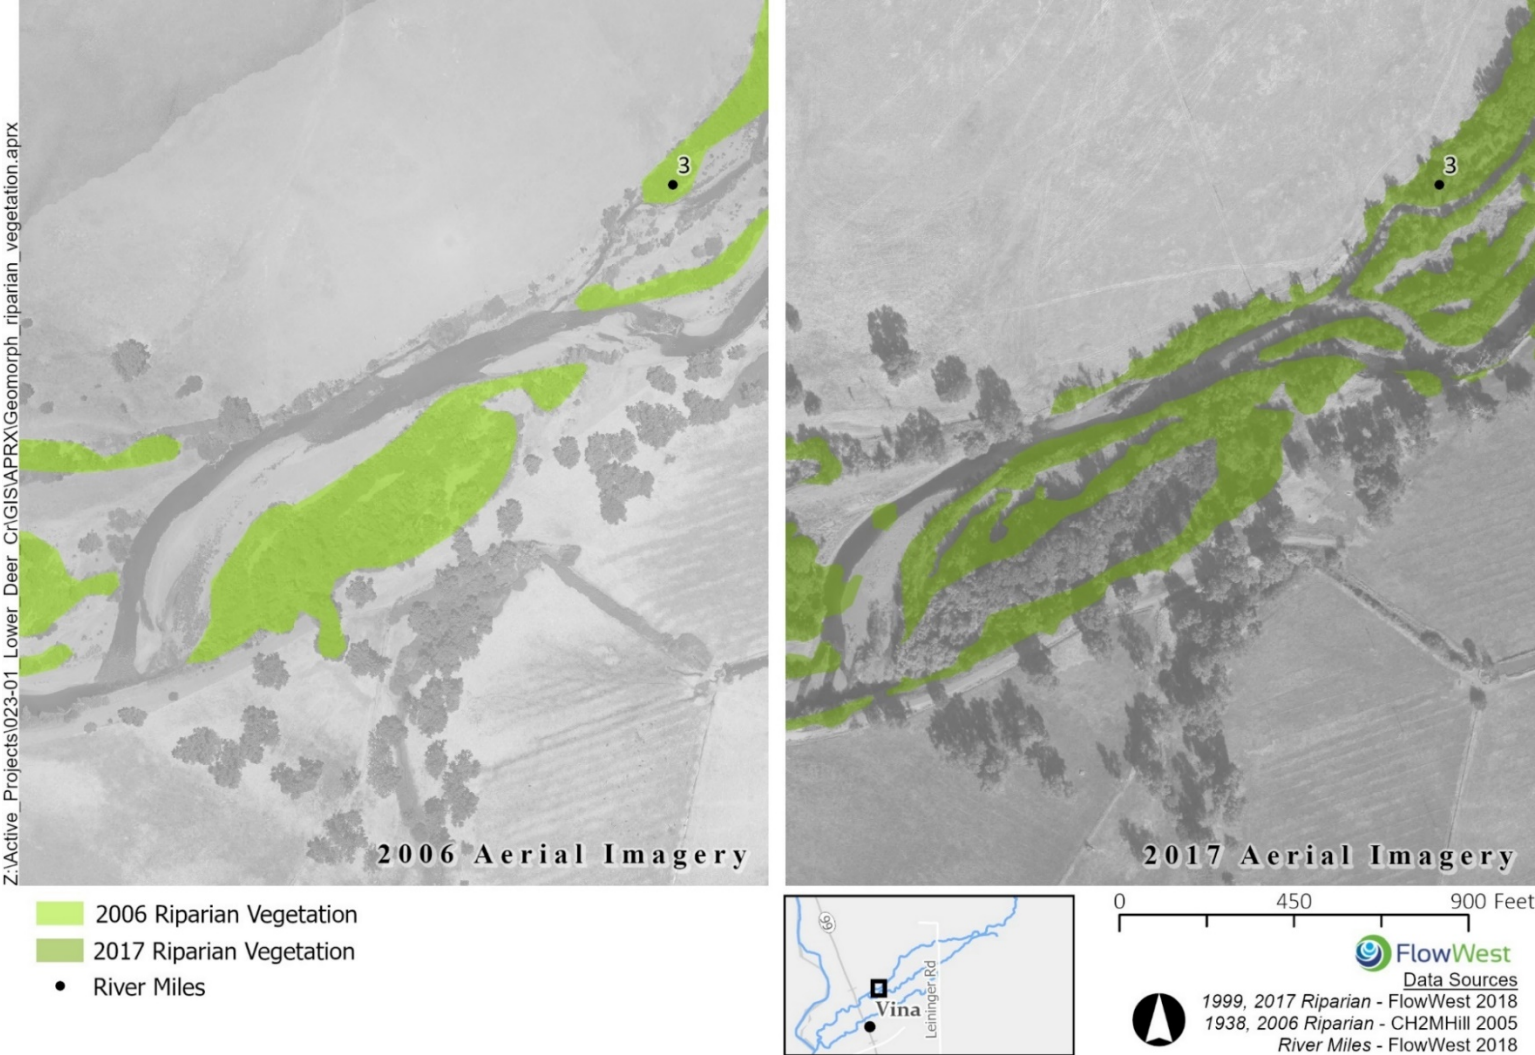 Z:\Active_Projects\023-01_Lower_Deer_Cr\GIS\APRX\Geomorph_riparian_vegetation.aprx
3
3
2006 Aerial Imagery
2017 Aerial Imagery
2006 Riparian Vegetation
2017 Riparian Vegetation
River Miles
99
Leininger Rd
Vina
0 450 900 Feet
FlowWest
Data Sources
1999, 2017 Riparian - FlowWest 2018
1938, 2006 Riparian - CH2MHill 2005
River Miles - FlowWest 2018